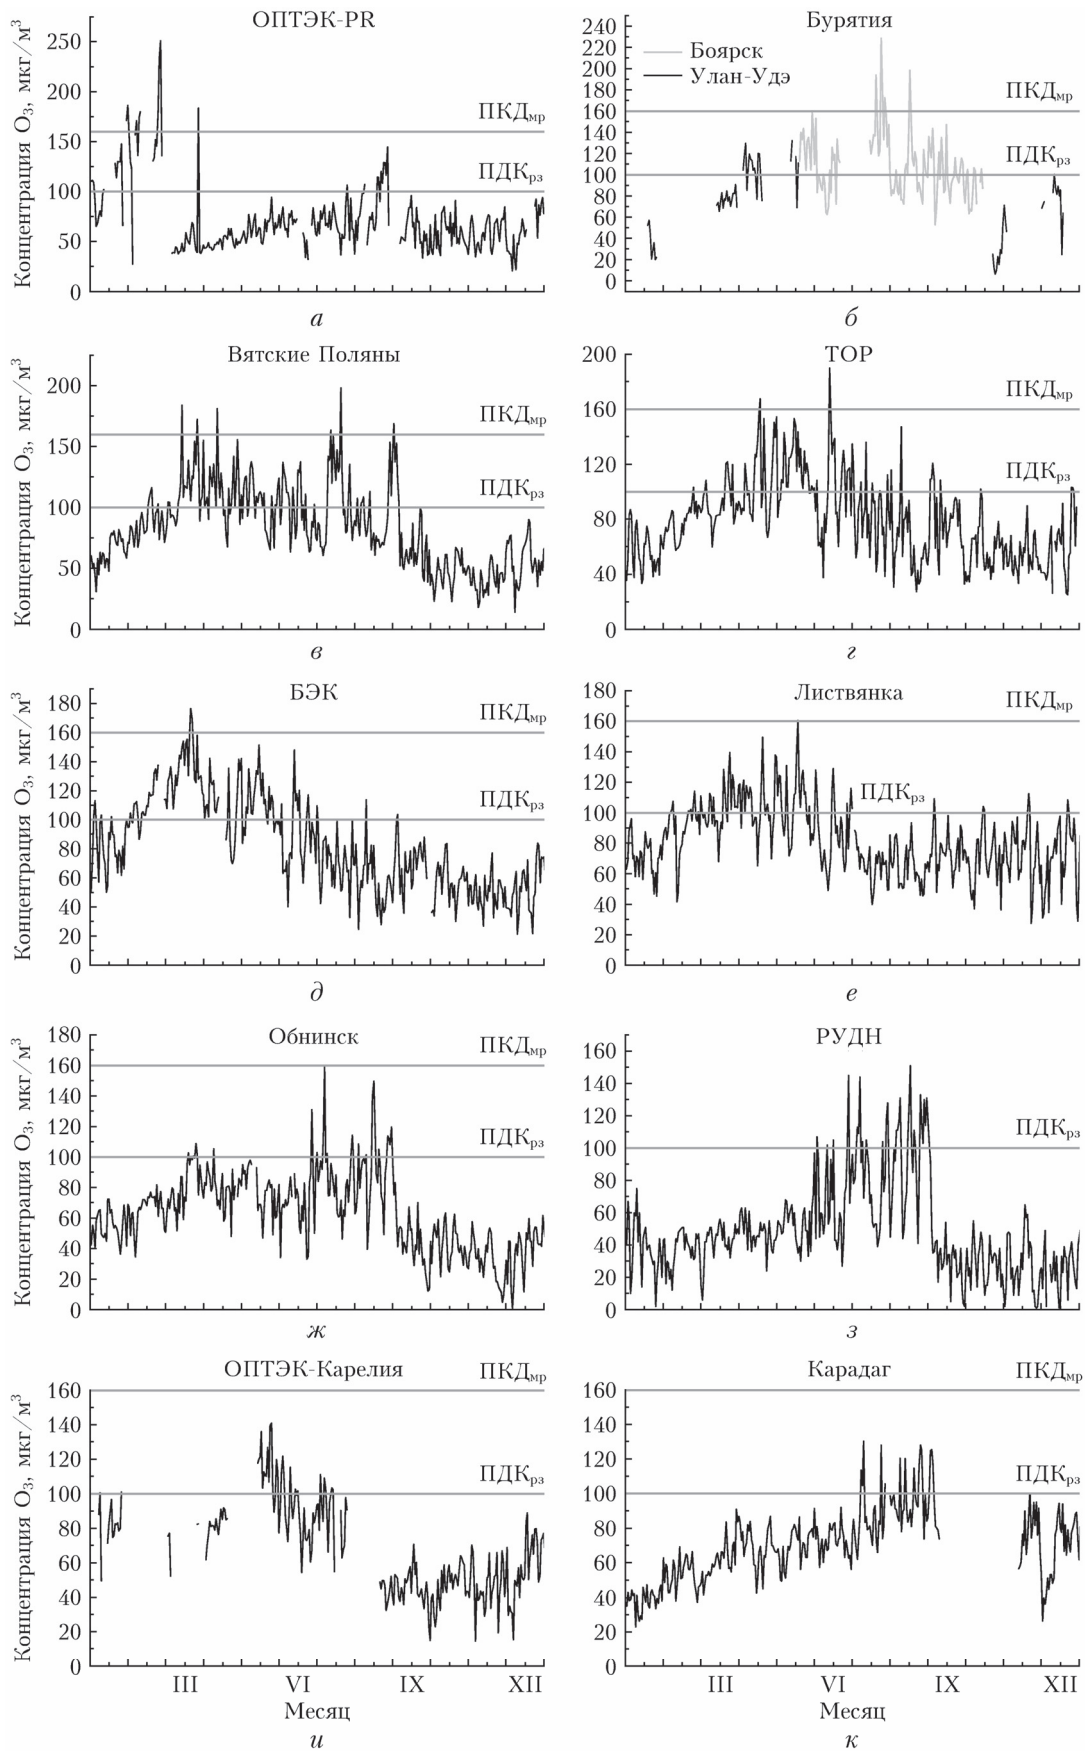 ОПТЭК-PR
Концентрация O₃, мкг/м³
250
200
150
100
50
0
ПКДмр
ПДКрз
а
Бурятия
Боярск
Улан-Удэ
240
220
200
180
160
140
120
100
80
60
40
20
0
ПКДмр
ПДКрз
б
Вятские Поляны
Концентрация O₃, мкг/м³
200
150
100
50
0
ПКДмр
ПДКрз
в
ТОР
200
160
120
80
40
0
ПКДмр
ПДКрз
г
БЭК
Концентрация O₃, мкг/м³
180
160
140
120
100
80
60
40
20
0
ПКДмр
ПДКрз
д
Листвянка
180
160
140
120
100
80
60
40
20
0
ПКДмр
ПДКрз
е
Обнинск
Концентрация O₃, мкг/м³
180
160
140
120
100
80
60
40
20
0
ПКДмр
ПДКрз
ж
РУДН
160
140
120
100
80
60
40
20
0
ПДКрз
з
ОПТЭК-Карелия
Концентрация O₃, мкг/м³
160
140
120
100
80
60
40
20
0
ПКДмр
ПДКрз
III VI IX XII
Месяц
и
Карадаг
160
140
120
100
80
60
40
20
0
ПКДмр
ПДКрз
III VI IX XII
Месяц
к